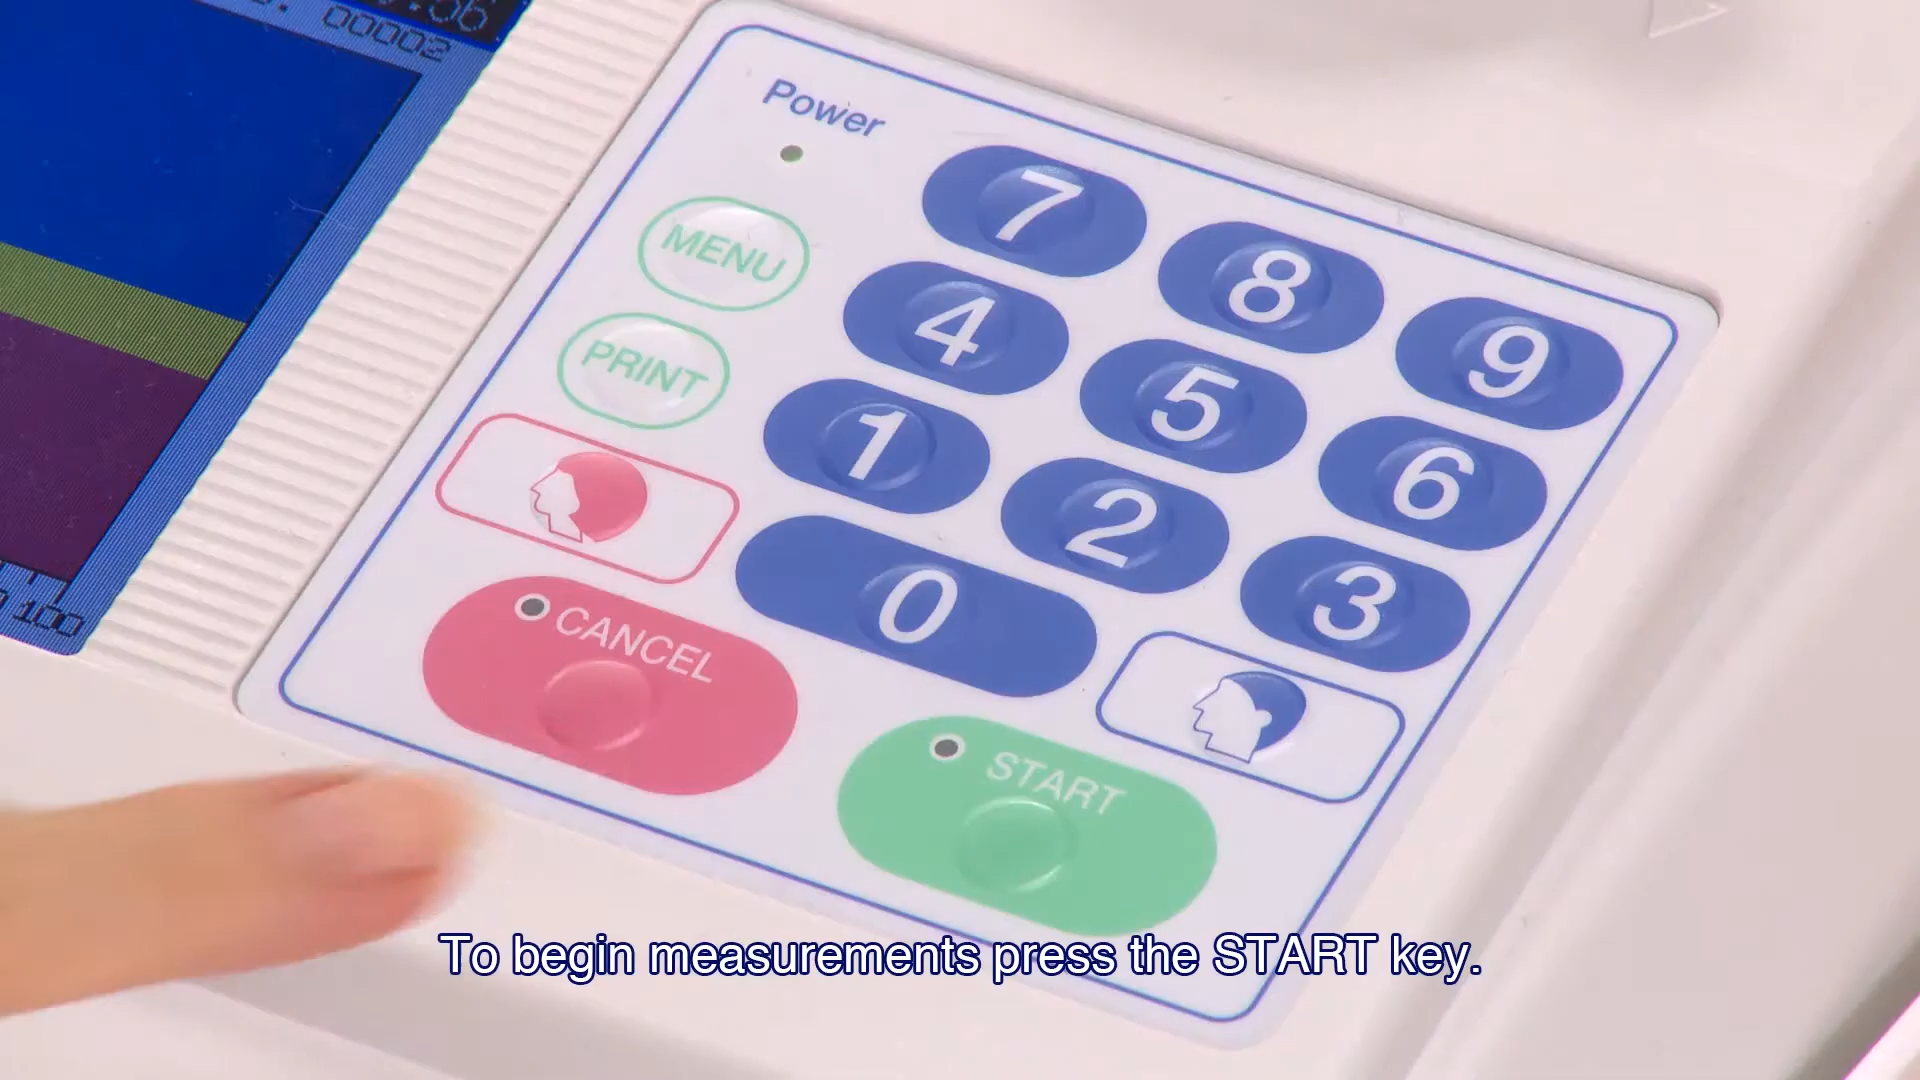 00002
Power
7
8
9
MENU
4
5
6
PRINT
1
2
3
0
CANCEL
START
100
To begin measurements press the START key.